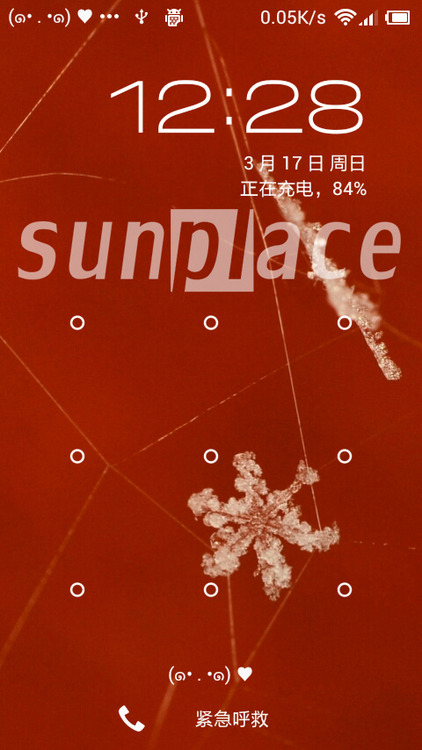 (๑• . •๑) ♥ ••• 0.05K/s
12:28
3 月 17 日 周日
正在充电，84%
sunplace
(๑• . •๑) ♥
紧急呼救